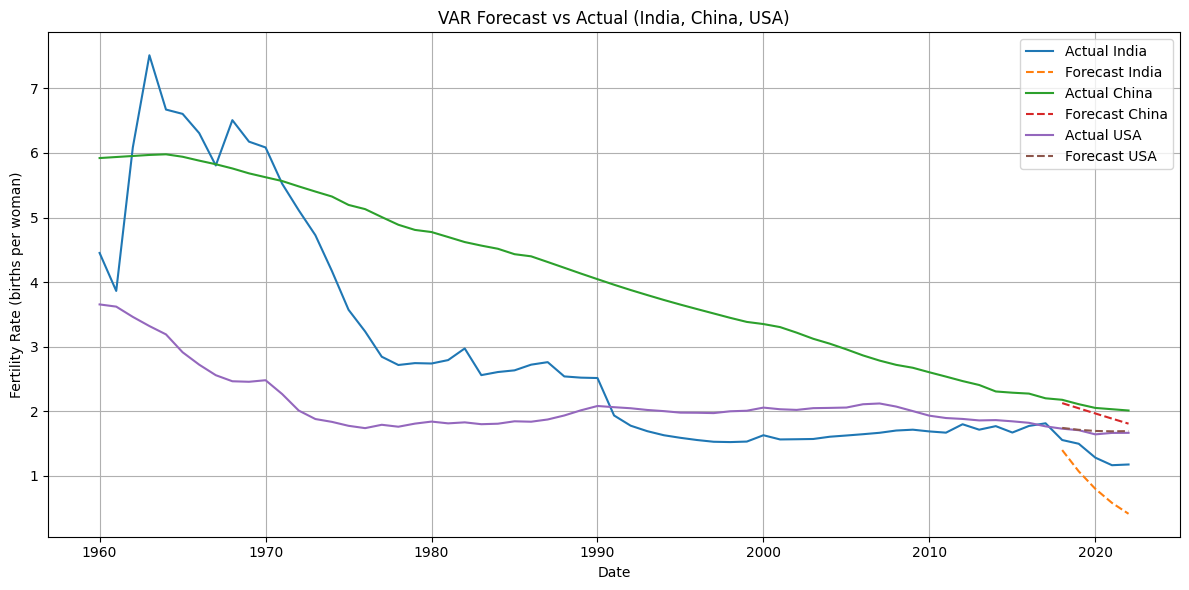 VAR Forecast vs Actual (India, China, USA)
Fertility Rate (births per woman)
7
6
5
4
3
2
1
1960
1970
1980
1990
2000
2010
2020
Date
Actual India
Forecast India
Actual China
Forecast China
Actual USA
Forecast USA